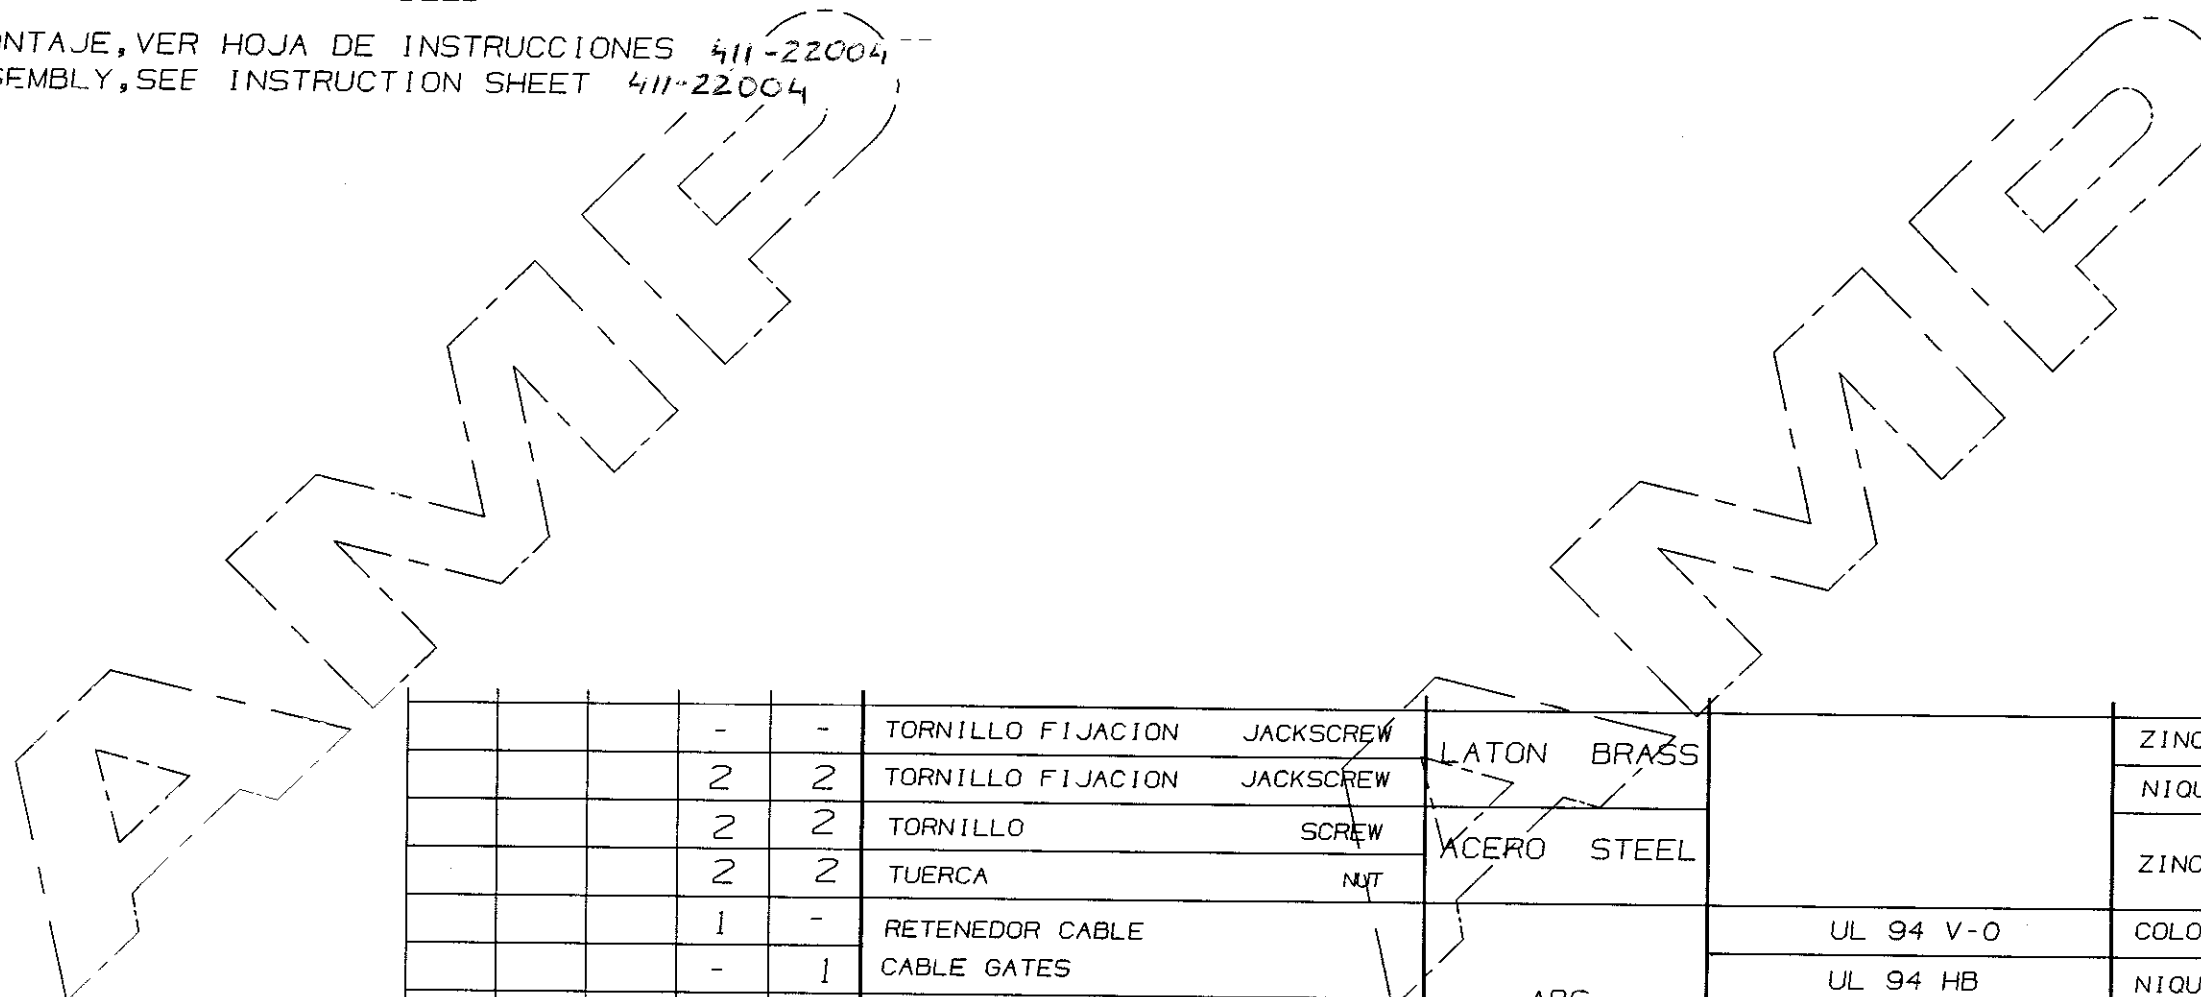 ONTAJE, VER HOJA DE INSTRUCCIONES 411-22004
SEMBLY, SEE INSTRUCTION SHEET 411-22004
AMP AMP
- - TORNILLO FIJACION JACKSCREW LATON BRASS ZINC
2 2 TORNILLO FIJACION JACKSCREW NIQU
2 2 TORNILLO SCREW ACERO STEEL
2 2 TUERCA NUT ZINC
1 - RETENEDOR CABLE UL 94 V-0 COLO
- 1 CABLE GATES UL 94 HB NIQU